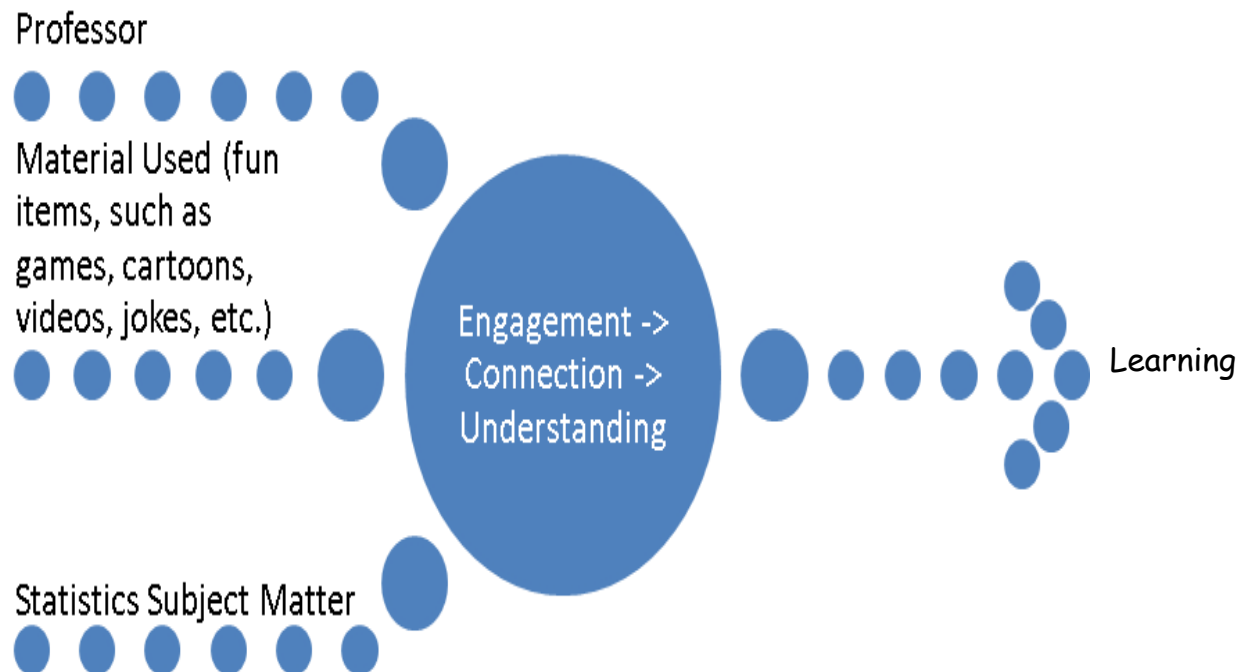 Professor
Material Used (fun
items, such as
games, cartoons,
videos, jokes, etc.)
Engagement ->
Connection ->
Understanding
Learning
Statistics Subject Matter